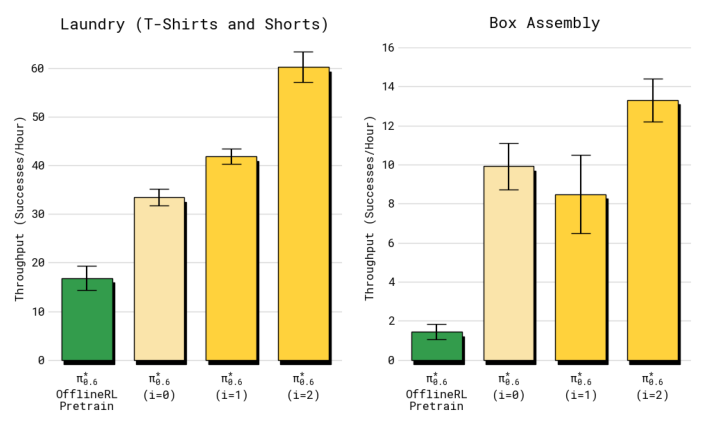 Laundry (T-Shirts and Shorts)
Throughput (Successes/Hour)
60
50
40
30
20
10
0
π*0.6
OfflineRL
Pretrain
π*0.6
(i=0)
π*0.6
(i=1)
π*0.6
(i=2)
Box Assembly
Throughput (Successes/Hour)
16
14
12
10
8
6
4
2
0
π*0.6
OfflineRL
Pretrain
π*0.6
(i=0)
π*0.6
(i=1)
π*0.6
(i=2)